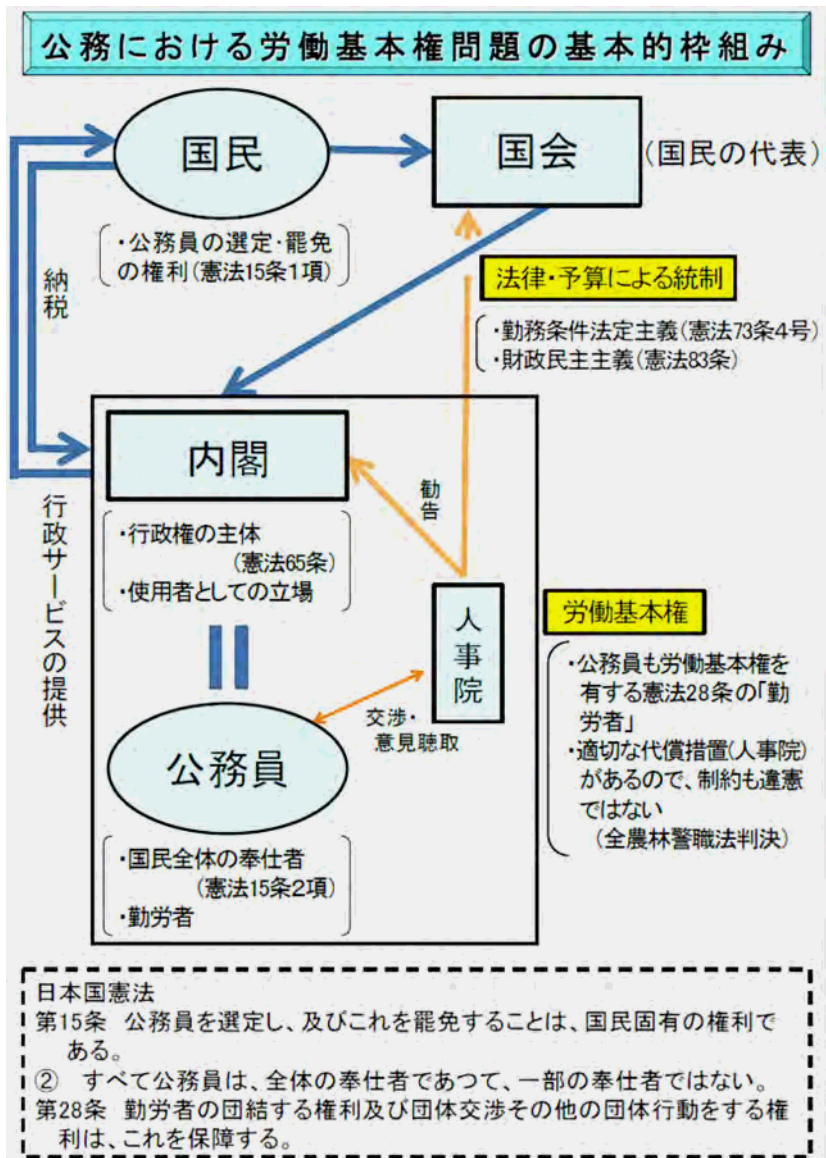 公務における労働基本権問題の基本的枠組み
国民
国会
(国民の代表)
・公務員の選定・罷免
の権利(憲法15条1項)
納税
法律・予算による統制
・勤務条件法定主義(憲法73条4号)
・財政民主主義(憲法83条)
内閣
勧告
行政サービスの提供
・行政権の主体
(憲法65条)
・使用者としての立場
人事院
労働基本権
・公務員も労働基本権を
有する憲法28条の「勤
労者」
・適切な代償措置(人事院)
があるので、制約も違憲
ではない
(全農林警職法判決)
交渉・
意見聴取
公務員
・国民全体の奉仕者
(憲法15条2項)
・勤労者
日本国憲法
第15条 公務員を選定し、及びこれを罷免することは、国民固有の権利で
ある。
② すべて公務員は、全体の奉仕者であつて、一部の奉仕者ではない。
第28条 勤労者の団結する権利及び団体交渉その他の団体行動をする権
利は、これを保障する。